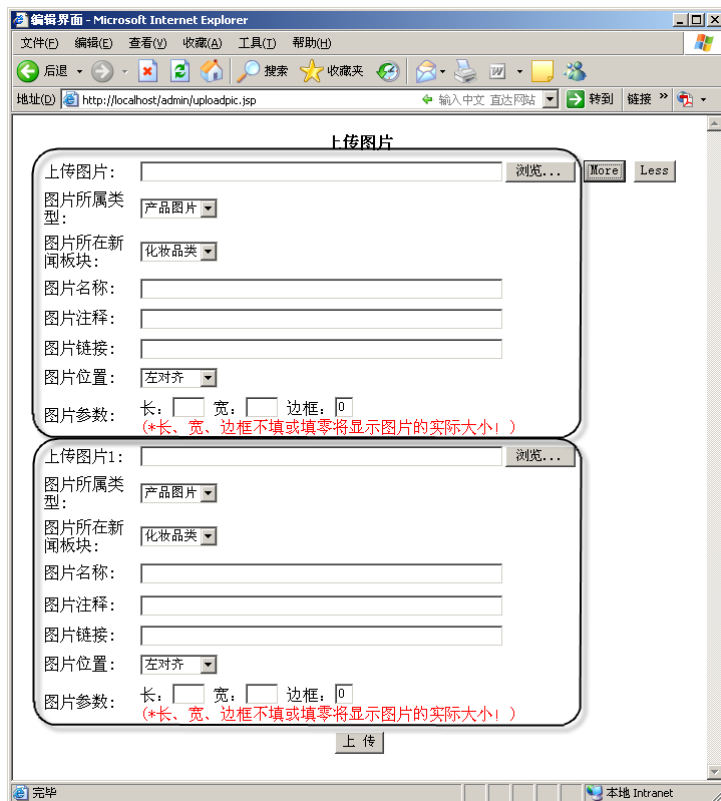 编辑界面 - Microsoft Internet Explorer
文件(F) 编辑(E) 查看(V) 收藏(A) 工具(T) 帮助(H)
后退 搜索 收藏夹
地址(D) http://localhost/admin/uploadpic.jsp 输入中文 直达网站 转到 链接 »
上传图片
上传图片: 浏览... More Less
图片所属类
型: 产品图片
图片所在新
闻板块: 化妆品类
图片名称:
图片注释:
图片链接:
图片位置: 左对齐
图片参数: 长: 宽: 边框: 0
(*长、宽、边框不填或填零将显示图片的实际大小! )
上传图片1: 浏览...
图片所属类
型: 产品图片
图片所在新
闻板块: 化妆品类
图片名称:
图片注释:
图片链接:
图片位置: 左对齐
图片参数: 长: 宽: 边框: 0
(*长、宽、边框不填或填零将显示图片的实际大小! )
上 传
完毕 本地 Intranet